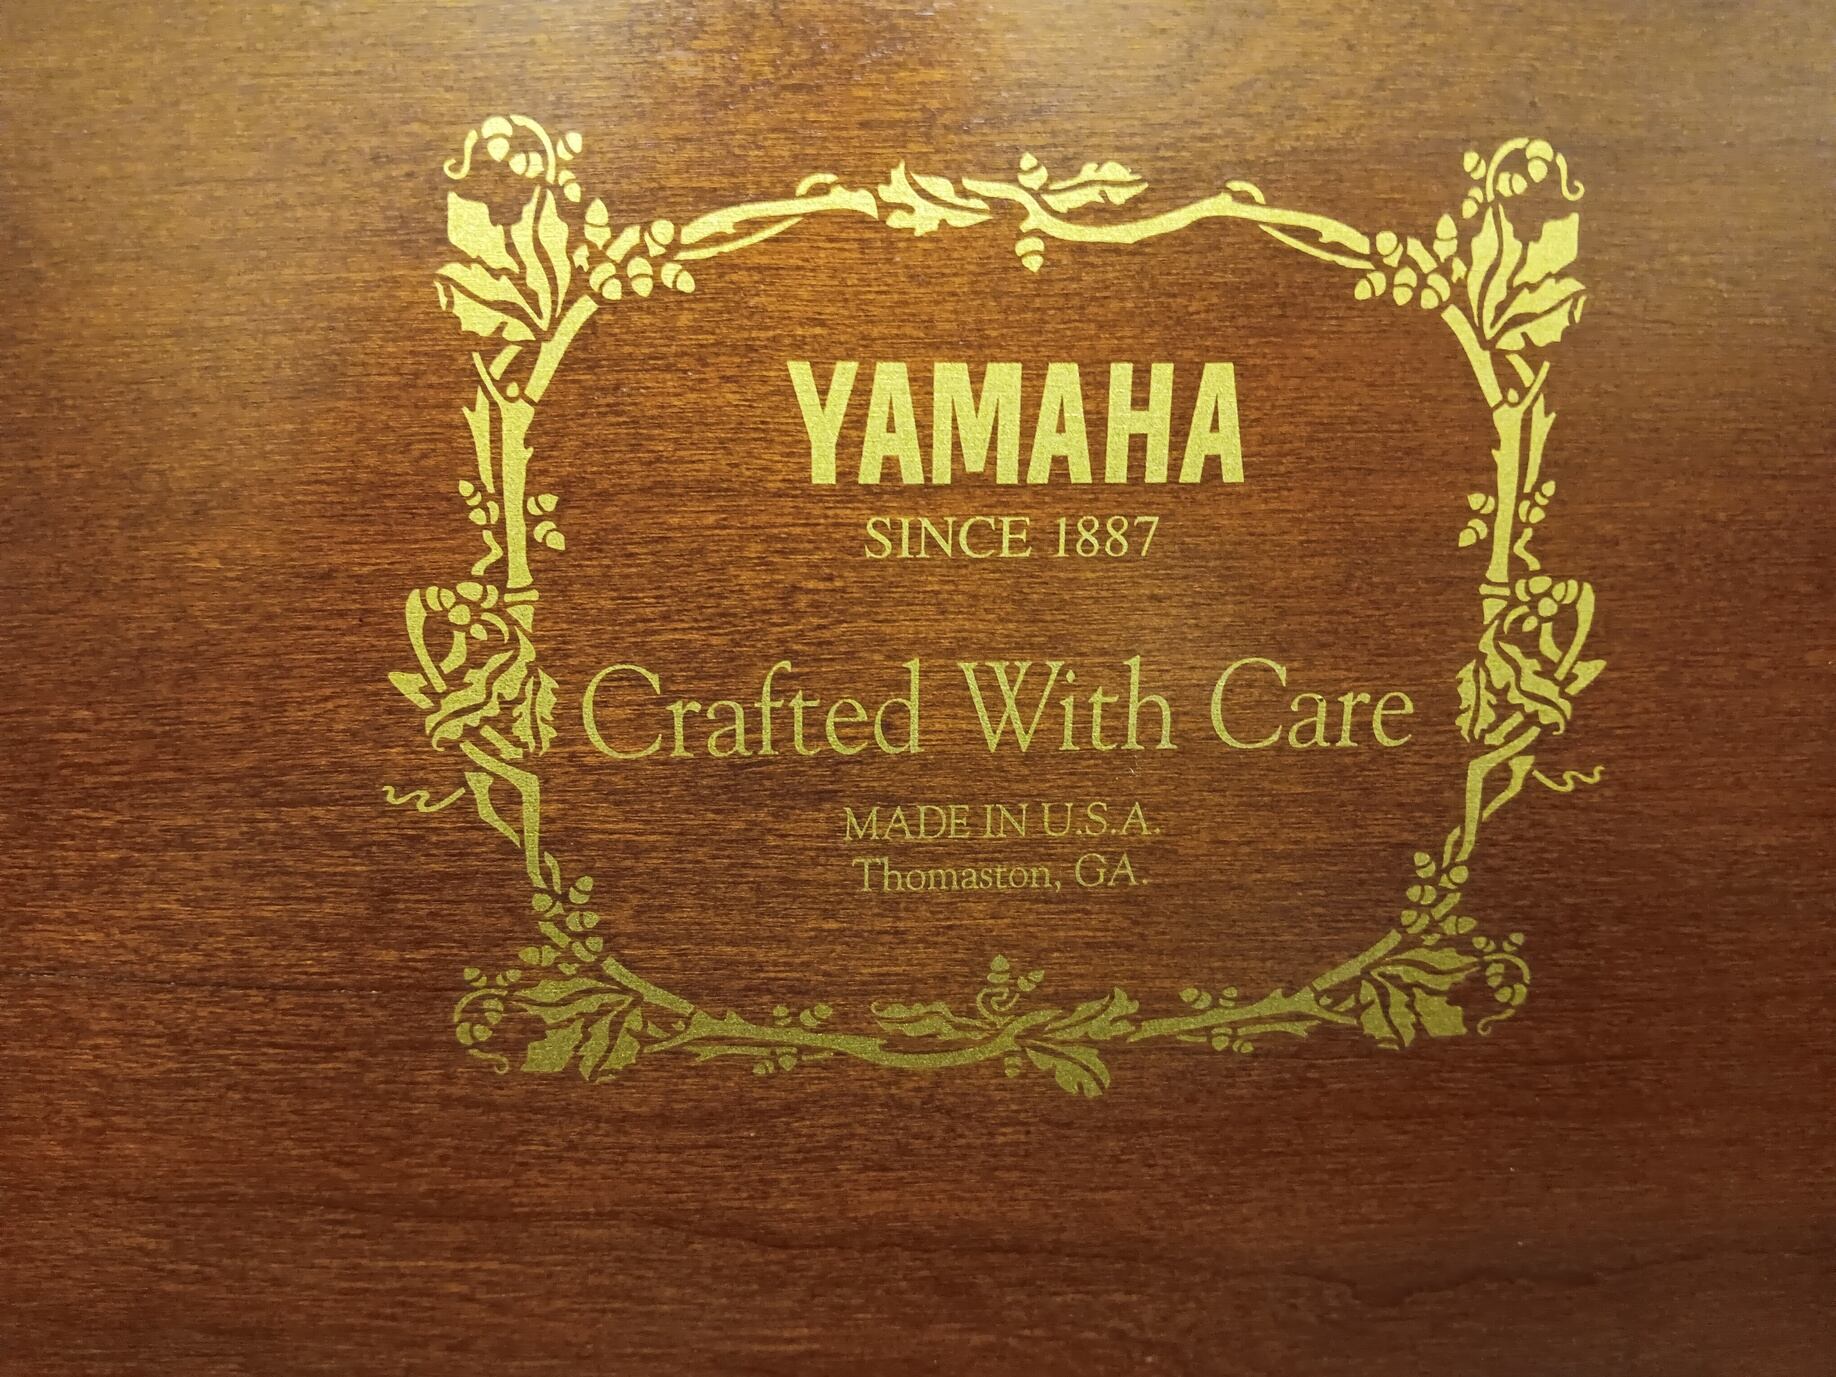 YAMAHA
SINCE 1887
Crafted With Care
MADE IN U.S.A.
Thomaston, GA.